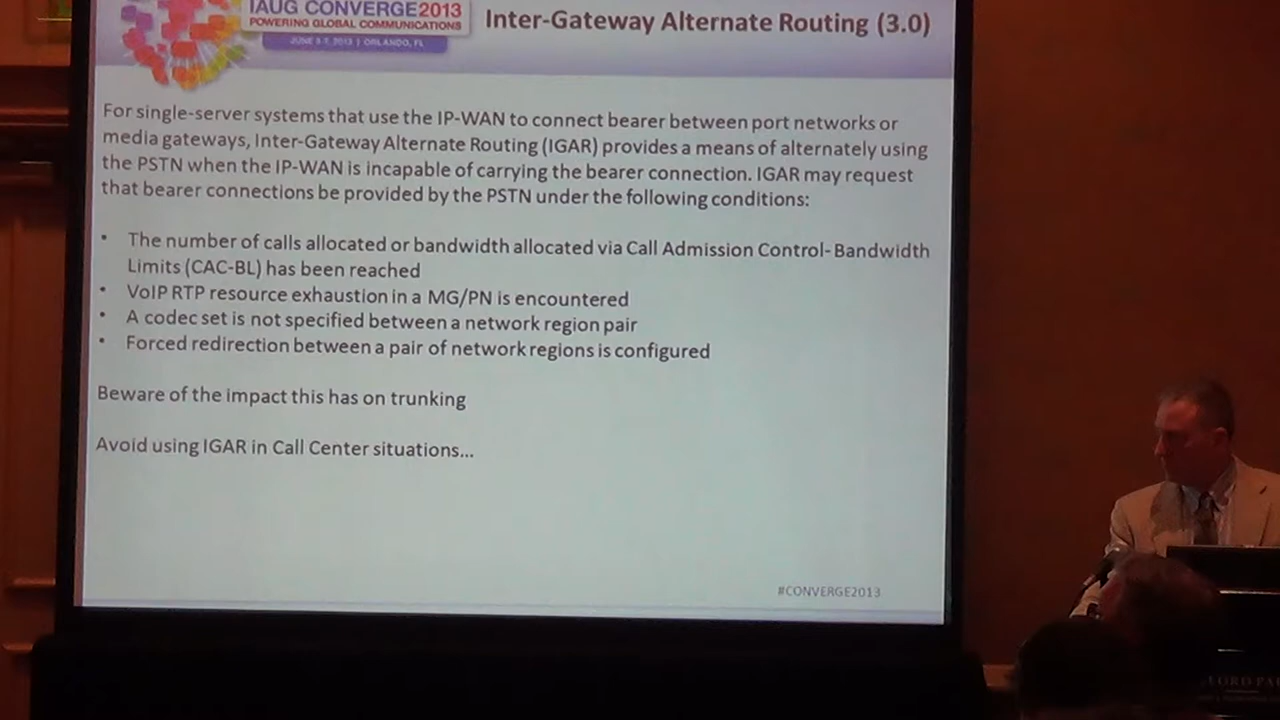 IAUG CONVERGE2013
POWERING GLOBAL COMMUNICATIONS
JUNE 3-7, 2013 | ORLANDO, FL
Inter-Gateway Alternate Routing (3.0)
For single-server systems that use the IP-WAN to connect bearer between port networks or
media gateways, Inter-Gateway Alternate Routing (IGAR) provides a means of alternately using
the PSTN when the IP-WAN is incapable of carrying the bearer connection. IGAR may request
that bearer connections be provided by the PSTN under the following conditions:
• The number of calls allocated or bandwidth allocated via Call Admission Control-Bandwidth
Limits (CAC-BL) has been reached
• VoIP RTP resource exhaustion in a MG/PN is encountered
• A codec set is not specified between a network region pair
• Forced redirection between a pair of network regions is configured
Beware of the impact this has on trunking
Avoid using IGAR in Call Center situations...
#CONVERGE2013